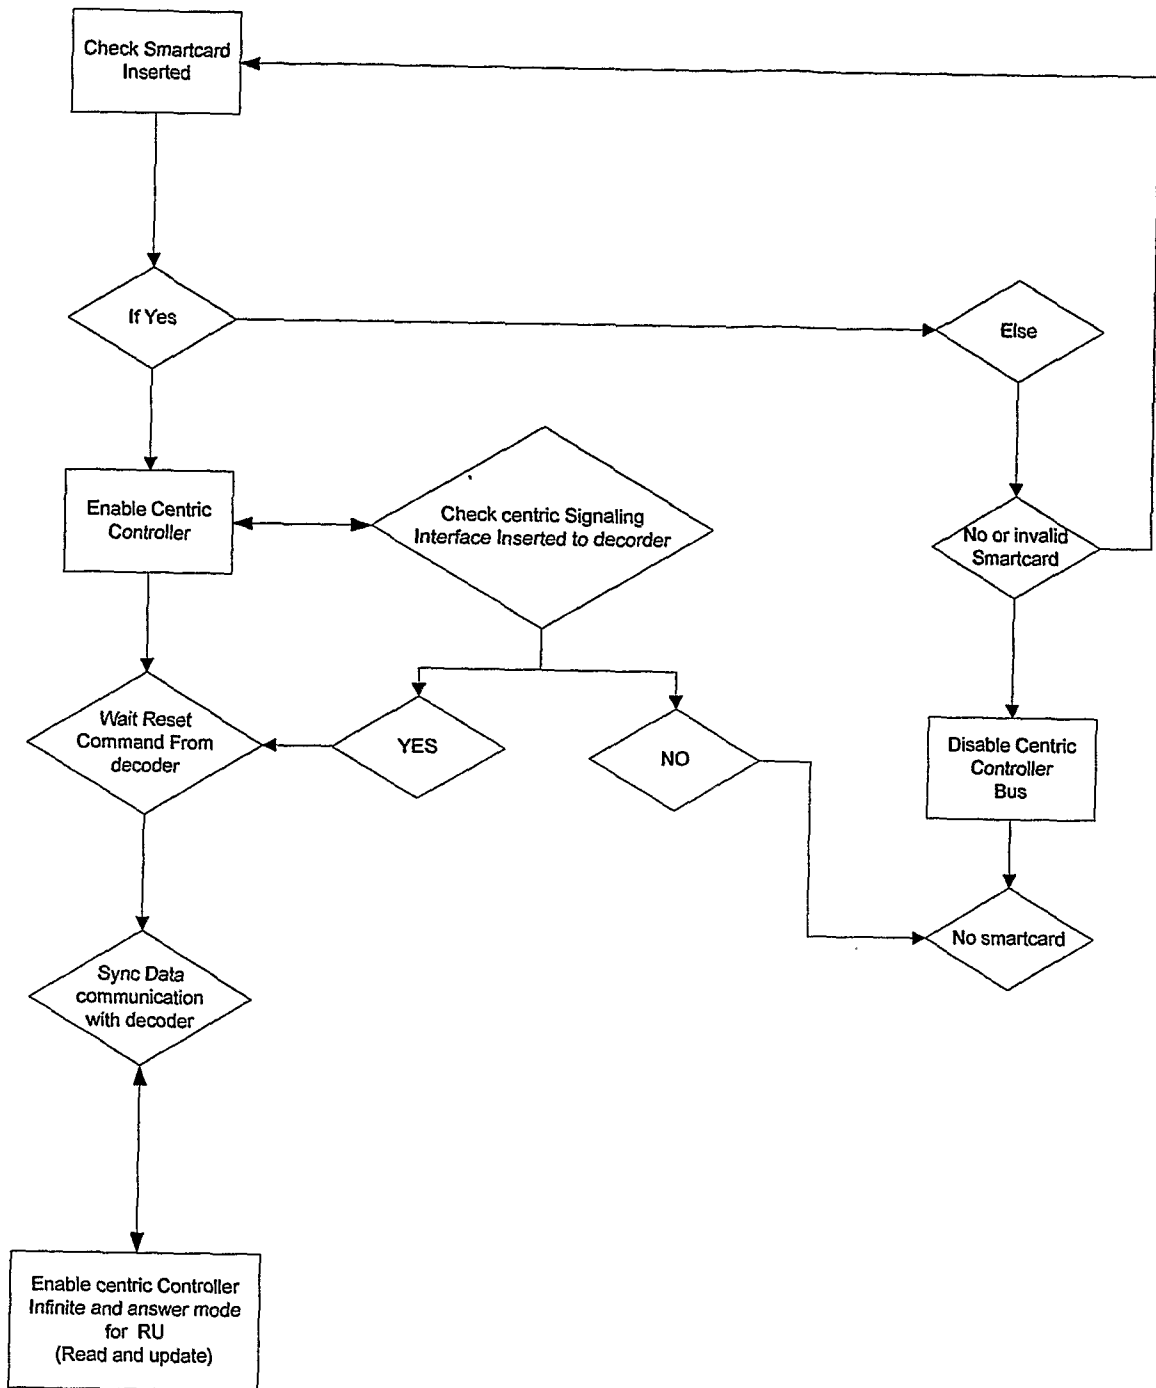 Check Smartcard
Inserted
If Yes
Else
Enable Centric
Controller
Check centric Signaling
Interface Inserted to decorder
No or invalid
Smartcard
Wait Reset
Command From
decoder
YES
NO
Disable Centric
Controller
Bus
No smartcard
Sync Data
communication
with decoder
Enable centric Controller
Infinite and answer mode
for RU
(Read and update)